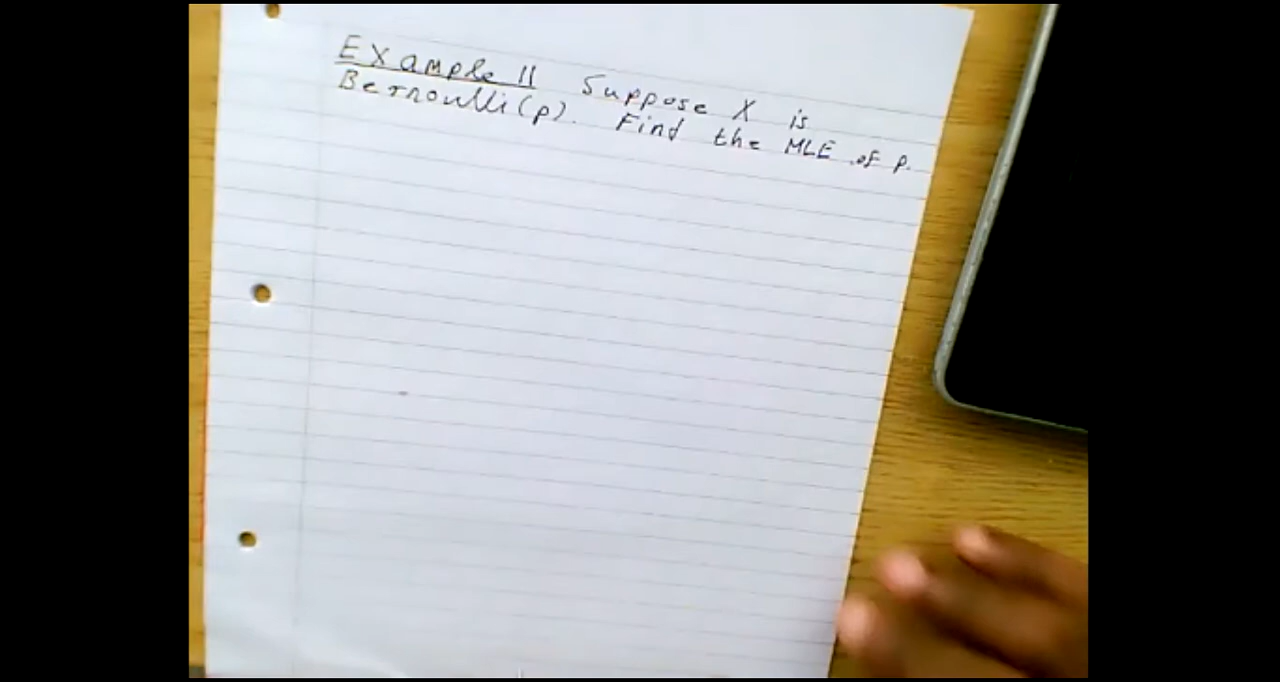 Example 11 Suppose X is
Bernoulli(p). Find the MLE of p.